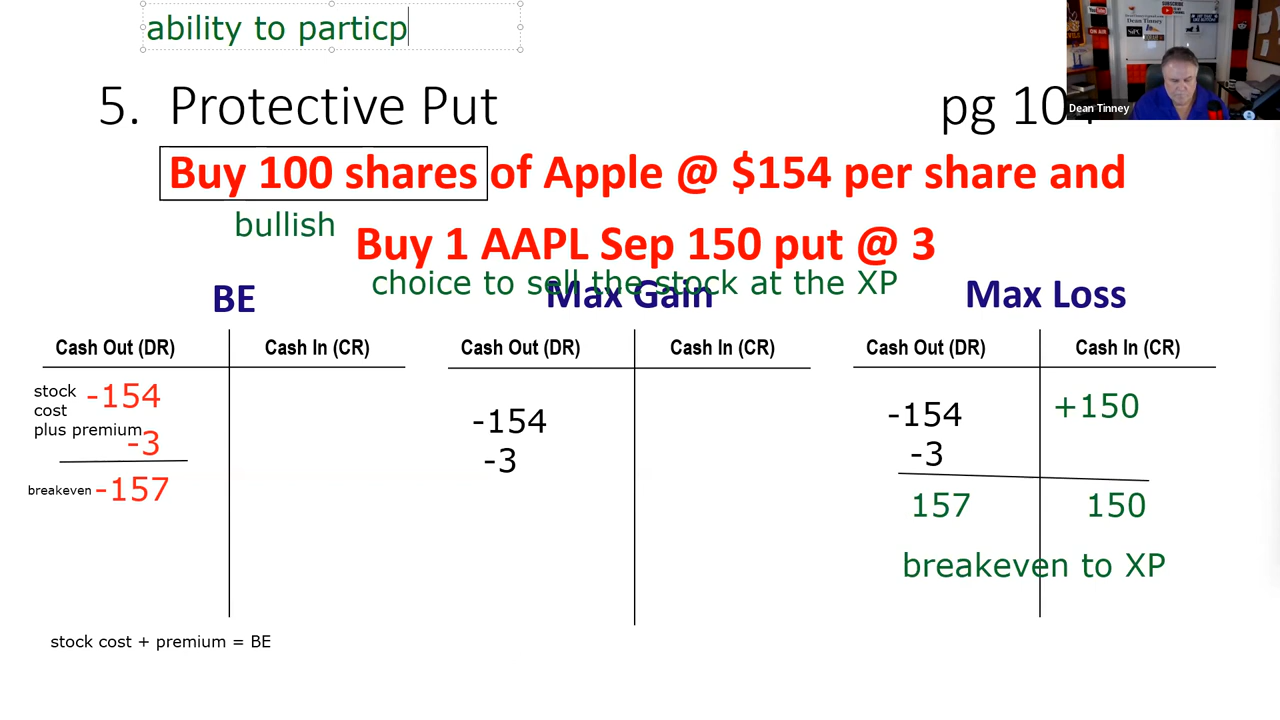 ability to particp
5. Protective Put pg 104
Dean Tinney
Buy 100 shares of Apple @ $154 per share and
bullish
Buy 1 AAPL Sep 150 put @ 3
choice to sell the stock at the XP
BE Max Gain Max Loss
Cash Out (DR) Cash In (CR) Cash Out (DR) Cash In (CR) Cash Out (DR) Cash In (CR)
stock cost plus premium -154 -154 -154 +150
-3 -3 -3
breakeven -157 157 150
breakeven to XP
stock cost + premium = BE